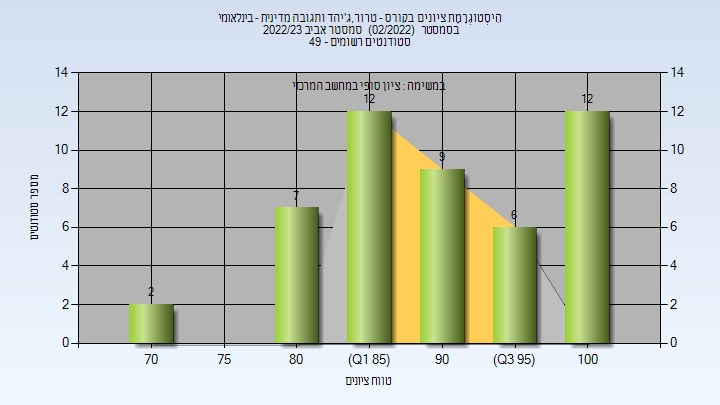 היסטוגרמת ציונים בקורס - טרור,ג'יהד ותגובה מדינית - בינלאומי
בסמסטר (02/2022) סמסטר אביב 2022/23
סטודנטים רשומים - 49
במשימה : ציון סופי במחשב המרכזי
14 14
12 12
10 10
8 8
6 6
4 4
2 2
0 0
2 7 12 9 6 12
מספר סטודנטים
70 75 80 (Q1 85) 90 (Q3 95) 100
טווח ציונים